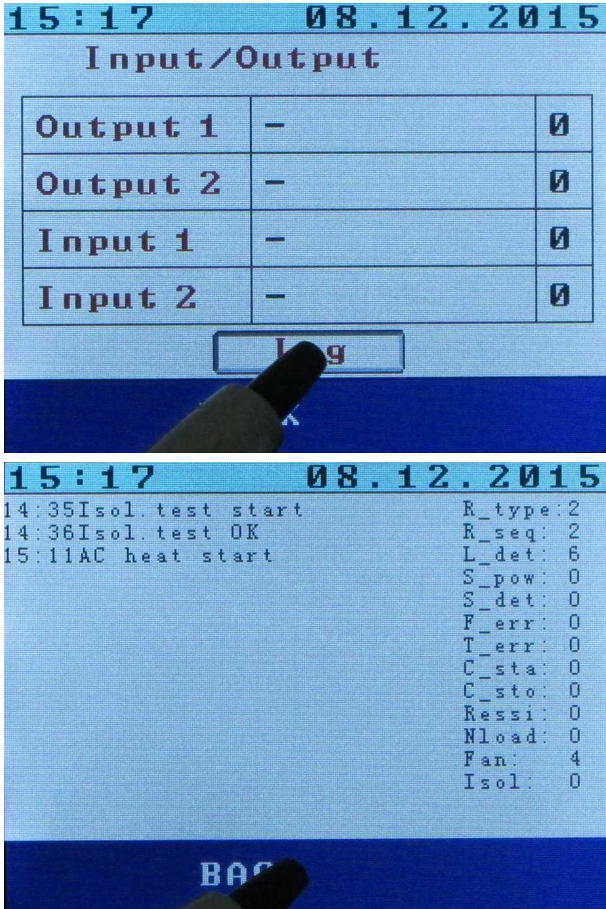 15:17 08.12.2015
Input/Output
Output 1 - 0
Output 2 - 0
Input 1 - 0
Input 2 - 0
15:17 08.12.2015
14:35Isol.test start R_type:2
14:36Isol.test OK R_seq: 2
15:11AC heat start L_det: 6
S_pow: 0
S_det: 0
F_err: 0
T_err: 0
C_sta: 0
C_sto: 0
Ressi: 0
Nload: 0
Fan: 4
Isol: 0